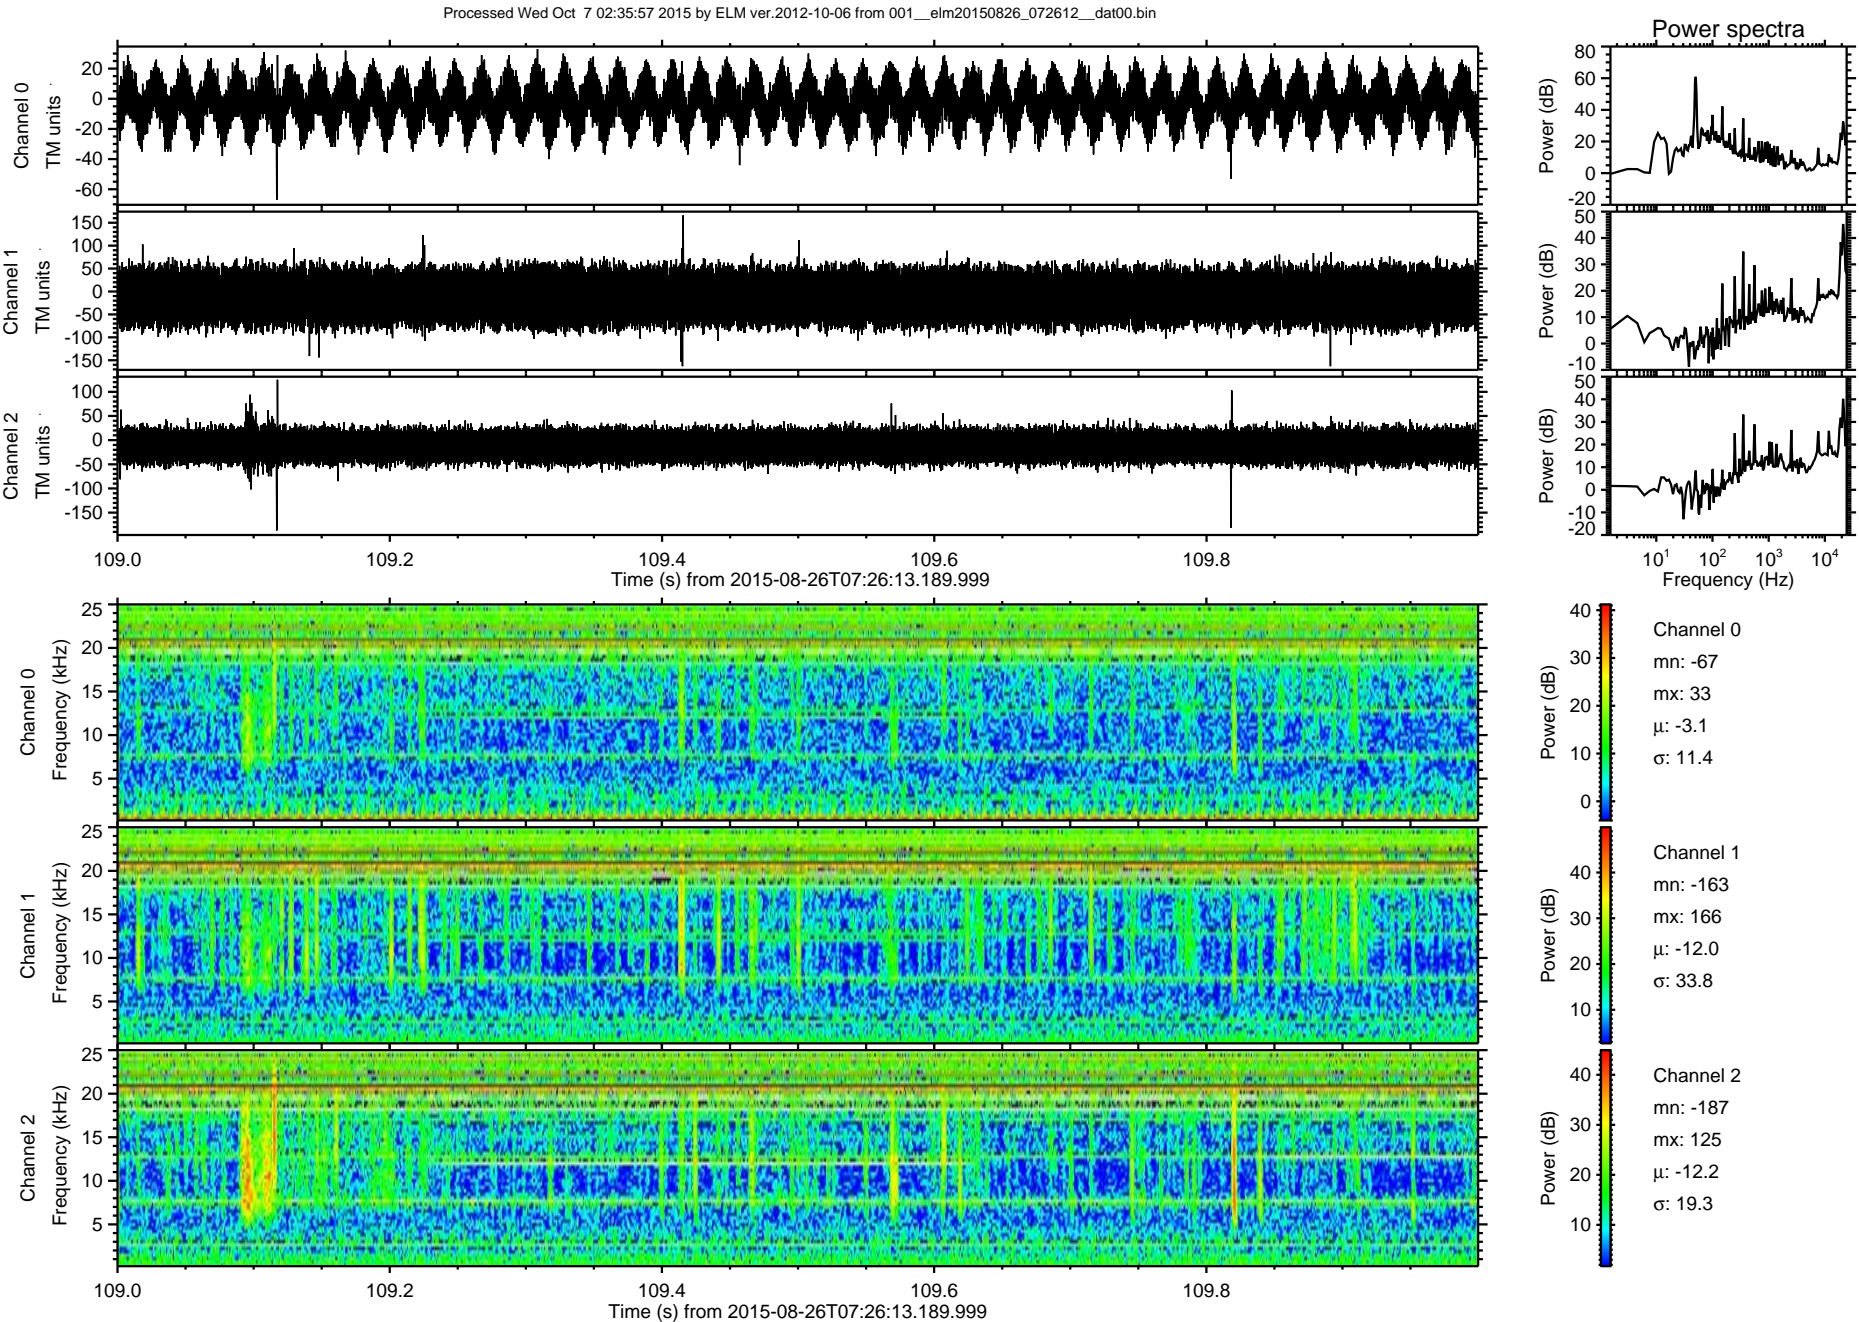 Processed Wed Oct  7 02:35:57 2015 by ELM ver.2012-10-06 from 001__elm20150826_072612__dat00.bin
Power spectra
Channel 0
TM units
20
0
-20
-40
-60
Power (dB)
80
60
40
20
0
-20
Channel 1
TM units
150
100
50
0
-50
-100
-150
Power (dB)
50
40
30
20
10
0
-10
Channel 2
TM units
100
50
0
-50
-100
-150
Power (dB)
50
40
30
20
10
0
-10
-20
109.0 109.2 109.4 109.6 109.8
Time (s) from 2015-08-26T07:26:13.189.999
10¹ 10² 10³ 10⁴
Frequency (Hz)
Channel 0
Frequency (kHz)
25
20
15
10
5
Power (dB)
40
30
20
10
0
Channel 0
mn: -67
mx: 33
µ: -3.1
σ: 11.4
Channel 1
Frequency (kHz)
25
20
15
10
5
Power (dB)
40
30
20
10
Channel 1
mn: -163
mx: 166
µ: -12.0
σ: 33.8
Channel 2
Frequency (kHz)
25
20
15
10
5
Power (dB)
40
30
20
10
Channel 2
mn: -187
mx: 125
µ: -12.2
σ: 19.3
109.0 109.2 109.4 109.6 109.8
Time (s) from 2015-08-26T07:26:13.189.999